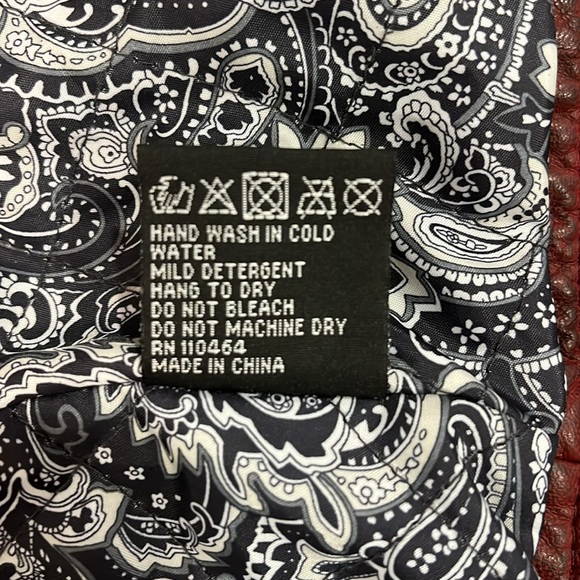 HAND WASH IN COLD
WATER
MILD DETERGENT
HANG TO DRY
DO NOT BLEACH
DO NOT MACHINE DRY
RN 110464
MADE IN CHINA